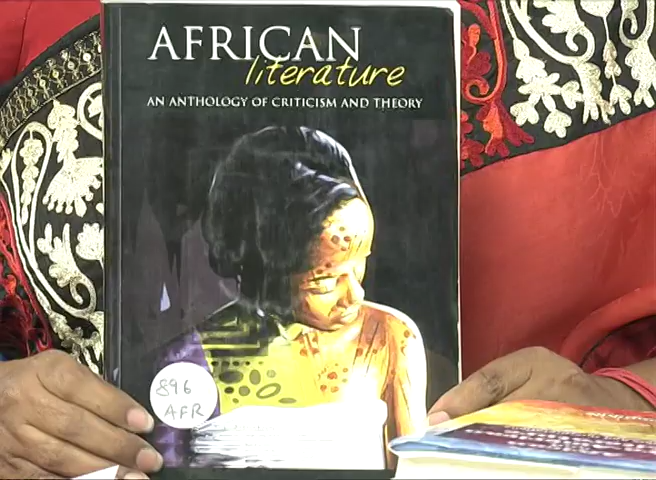 AFRICAN
literature
AN ANTHOLOGY OF CRITICISM AND THEORY
896
AFR